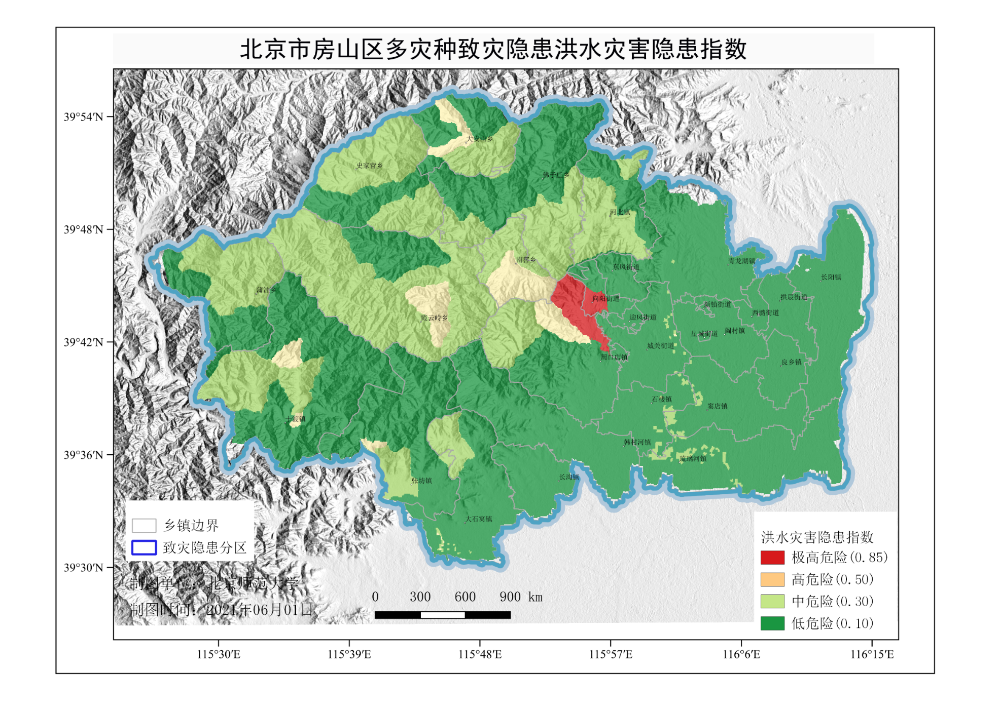 北京市房山区多灾种致灾隐患洪水灾害隐患指数
39°54′N
39°48′N
39°42′N
39°36′N
39°30′N
大安山乡
史家营乡
佛子庄乡
河北镇
南窖乡
东风街道
青龙湖镇
长阳镇
蒲洼乡
向阳街道
新镇街道
拱辰街道
西潞街道
霞云岭乡
迎风街道
星城街道
阎村镇
城关街道
周口店镇
良乡镇
石楼镇
窦店镇
十渡镇
韩村河镇
琉璃河镇
张坊镇
长沟镇
大石窝镇
乡镇边界
致灾隐患分区
制图单位：北京师范大学
制图时间：2021年06月01日
0 300 600 900 km
洪水灾害隐患指数
极高危险(0.85)
高危险(0.50)
中危险(0.30)
低危险(0.10)
115°30′E 115°39′E 115°48′E 115°57′E 116°6′E 116°15′E